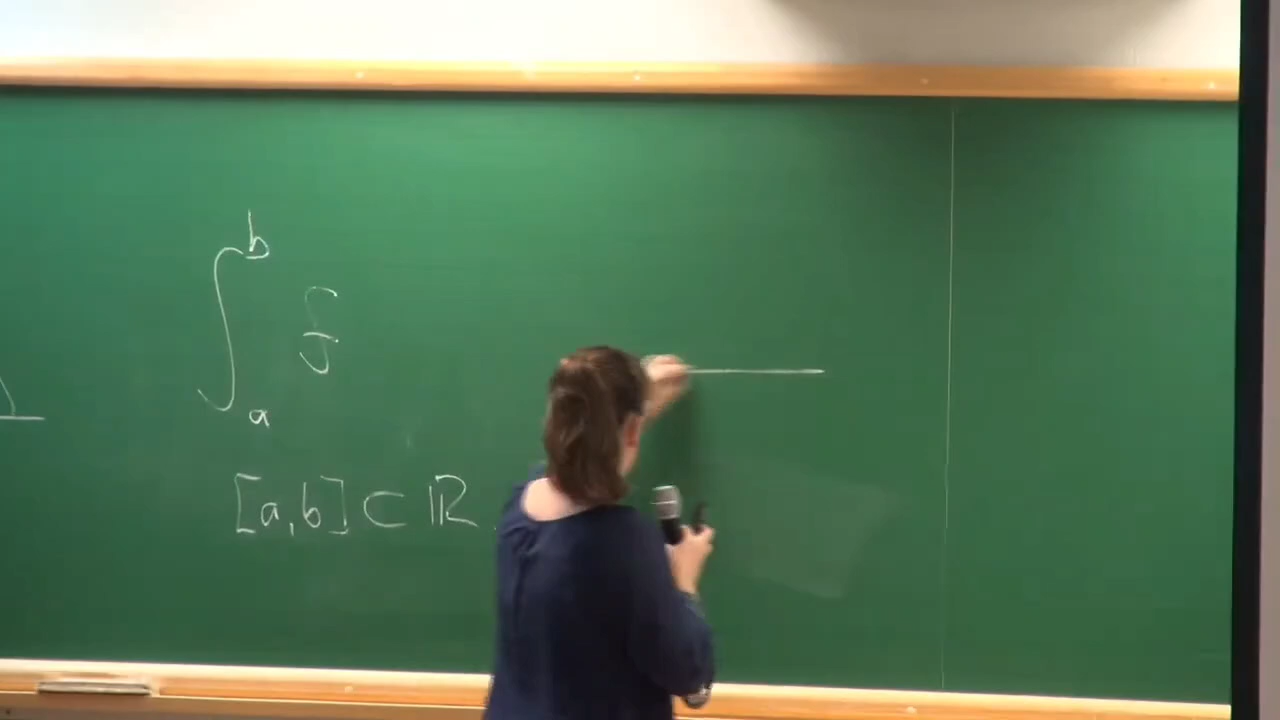 ∫_a^b f
[a,b] ⊂ ℝ